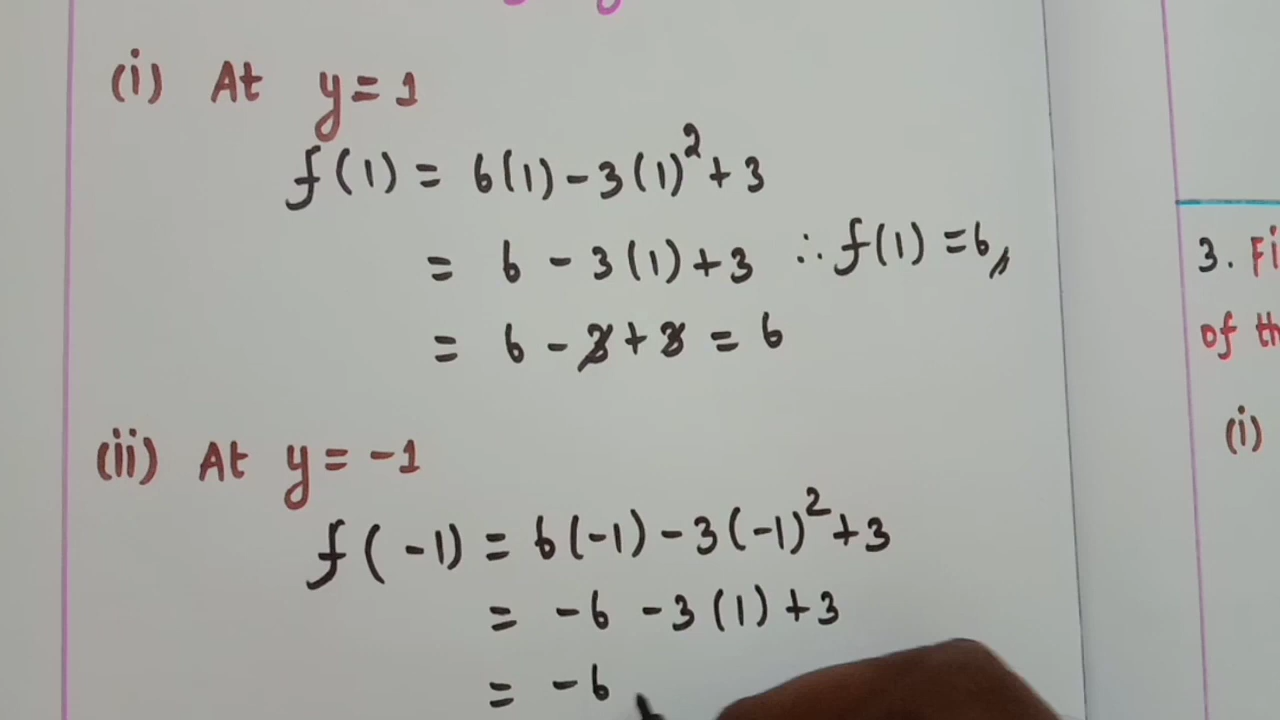 (i) At y = 1
f(1) = 6(1) - 3(1)² + 3
= 6 - 3(1) + 3 ∴ f(1) = 6
= 6 - 3 + 3 = 6
(ii) At y = -1
f(-1) = 6(-1) - 3(-1)² + 3
= -6 - 3(1) + 3
= -6
3. Fi
of th
(i)